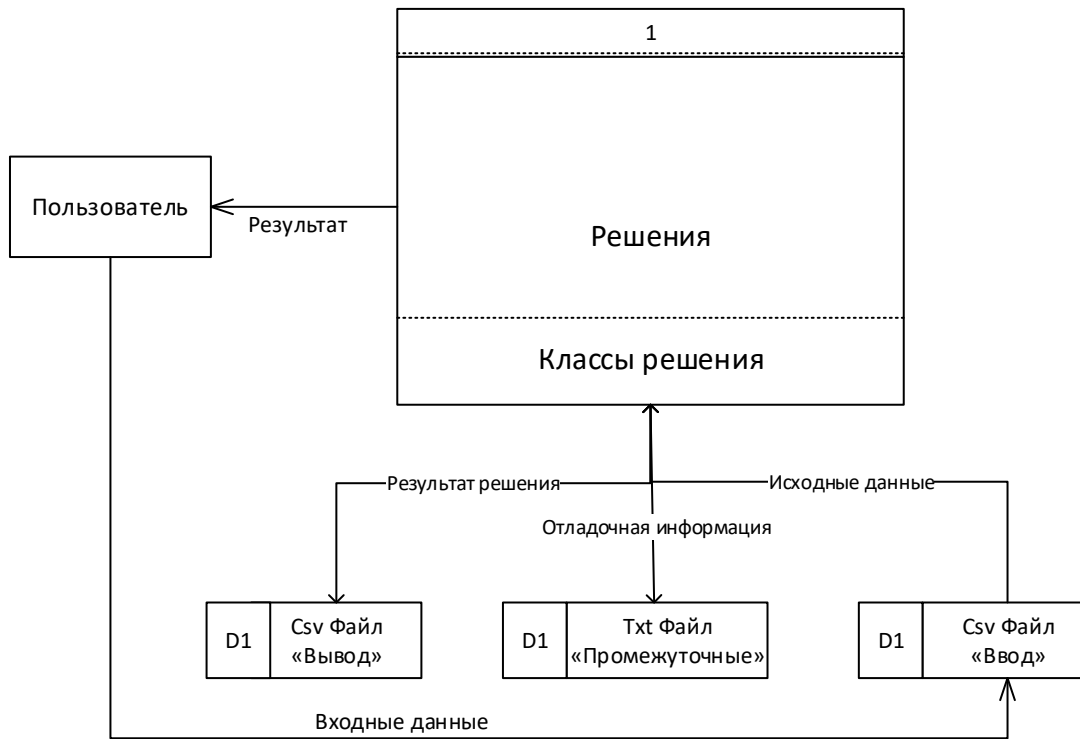 1
Пользователь
Результат
Решения
Классы решения
Результат решения
Исходные данные
Отладочная информация
D1
Csv Файл
«Вывод»
D1
Txt Файл
«Промежуточные»
D1
Csv Файл
«Ввод»
Входные данные